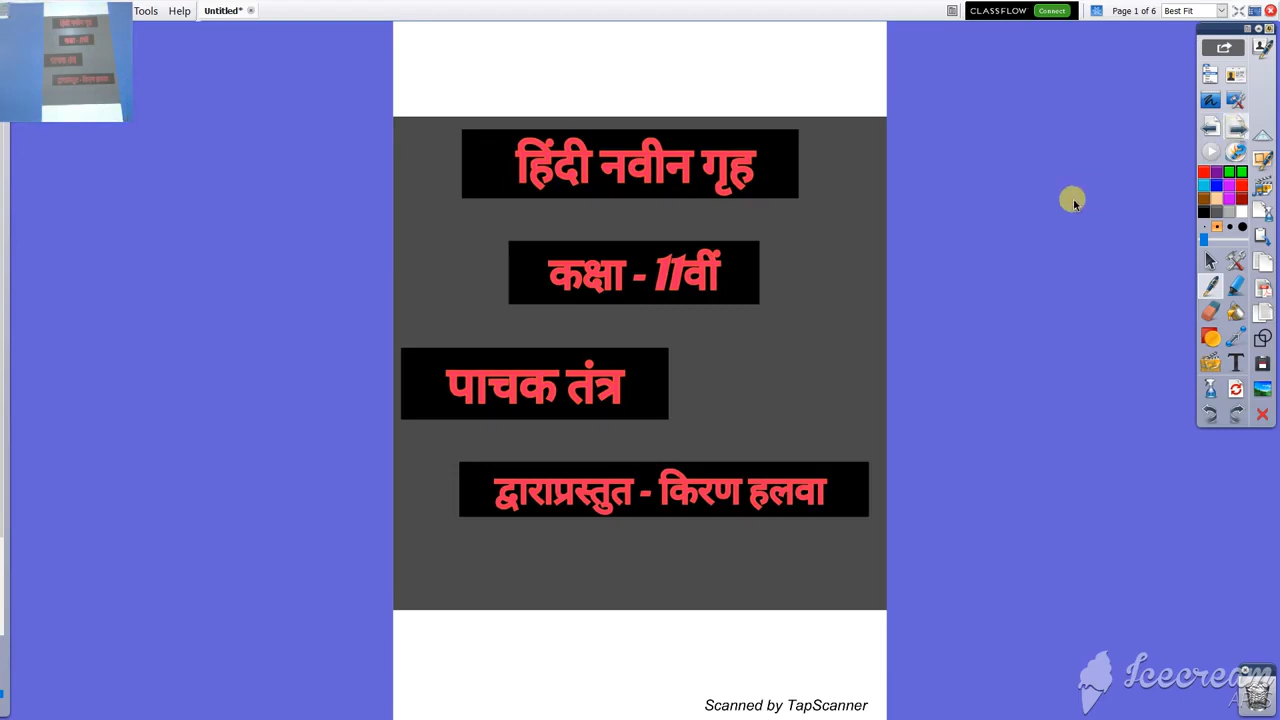 Tools Help Untitled* CLASSFLOW Connect Page 1 of 6 Best Fit
हिंदी नवीन गृह
कक्षा - 11वीं
पाचक तंत्र
द्वाराप्रस्तुत - किरण हलवा
Icecream
APPS
Scanned by TapScanner